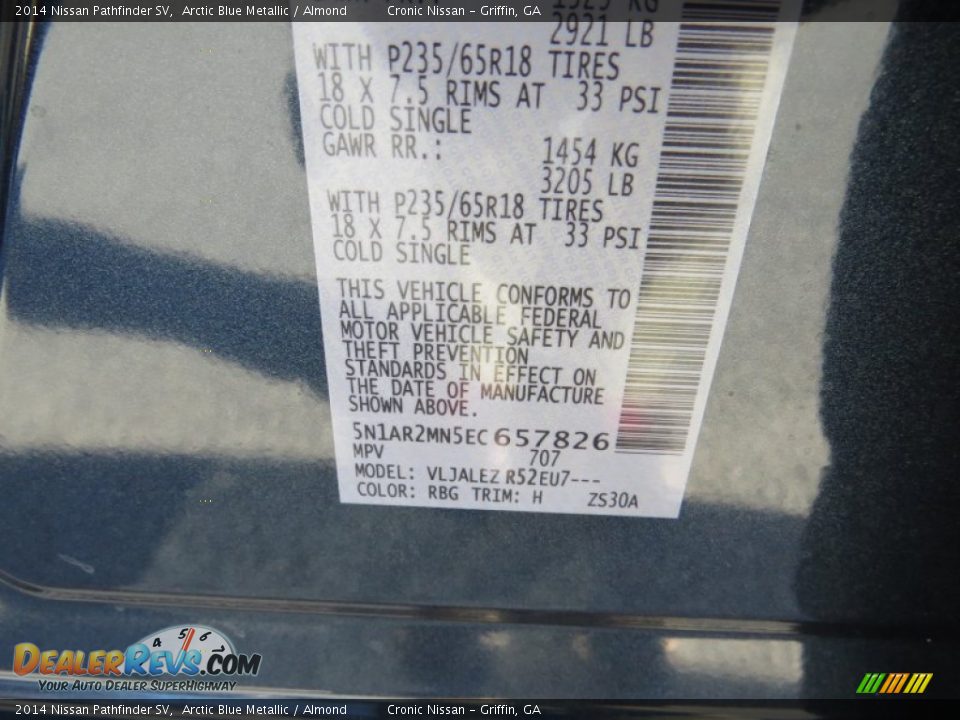 2014 Nissan Pathfinder SV, Arctic Blue Metallic / Almond Cronic Nissan – Griffin, GA
2921 LB
WITH P235/65R18 TIRES
18 X 7.5 RIMS AT 33 PSI
COLD SINGLE
GAWR RR.: 1454 KG
3205 LB
WITH P235/65R18 TIRES
18 X 7.5 RIMS AT 33 PSI
COLD SINGLE
THIS VEHICLE CONFORMS TO
ALL APPLICABLE FEDERAL
MOTOR VEHICLE SAFETY AND
THEFT PREVENTION
STANDARDS IN EFFECT ON
THE DATE OF MANUFACTURE
SHOWN ABOVE.
5N1AR2MN5EC657826
MPV 707
MODEL: VLJALEZ R52EU7---
COLOR: RBG TRIM: H ZS30A
4 5 6
DEALERREVS.COM
YOUR AUTO DEALER SUPERHIGHWAY
2014 Nissan Pathfinder SV, Arctic Blue Metallic / Almond Cronic Nissan – Griffin, GA